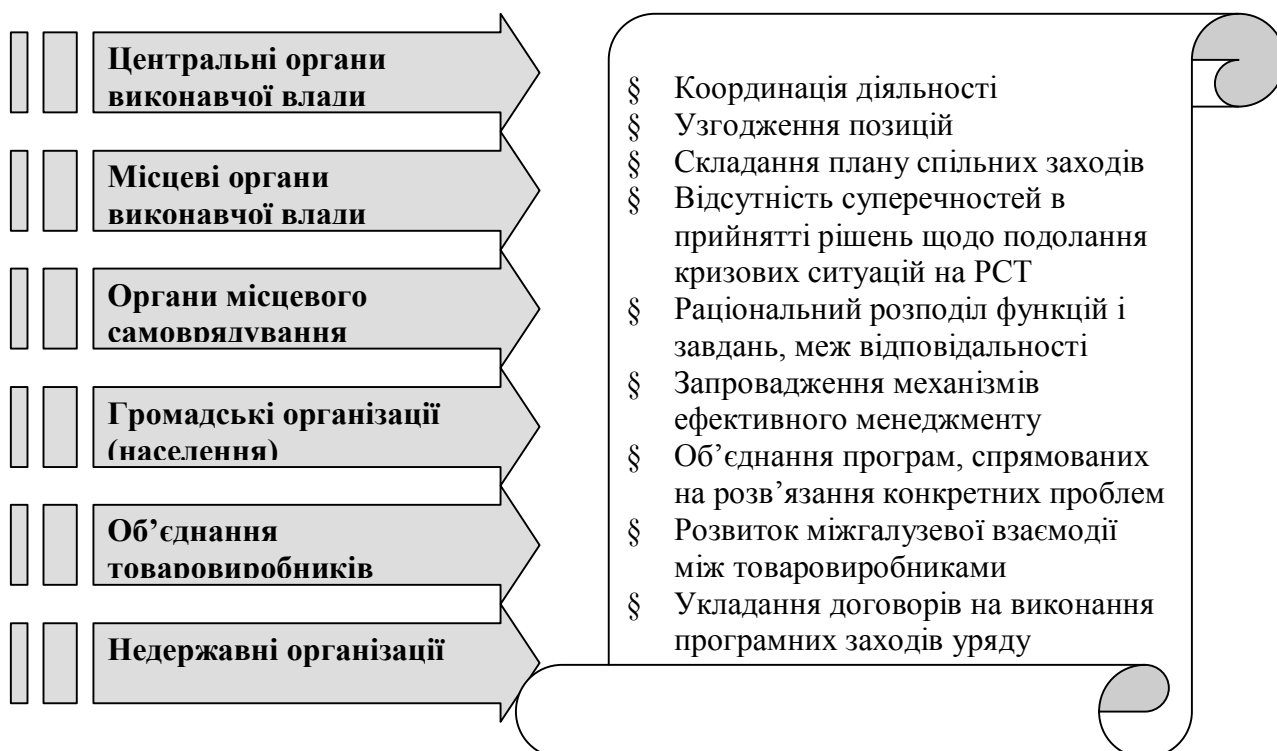 Центральні органи
виконавчої влади
Місцеві органи
виконавчої влади
Органи місцевого
самоврядування
Громадські організації
(населення)
Об’єднання
товаровиробників
Недержавні організації
§ Координація діяльності
§ Узгодження позицій
§ Складання плану спільних заходів
§ Відсутність суперечностей в
прийнятті рішень щодо подолання
кризових ситуацій на РСТ
§ Раціональний розподіл функцій і
завдань, меж відповідальності
§ Запровадження механізмів
ефективного менеджменту
§ Об’єднання програм, спрямованих
на розв’язання конкретних проблем
§ Розвиток міжгалузевої взаємодії
між товаровиробниками
§ Укладання договорів на виконання
програмних заходів уряду